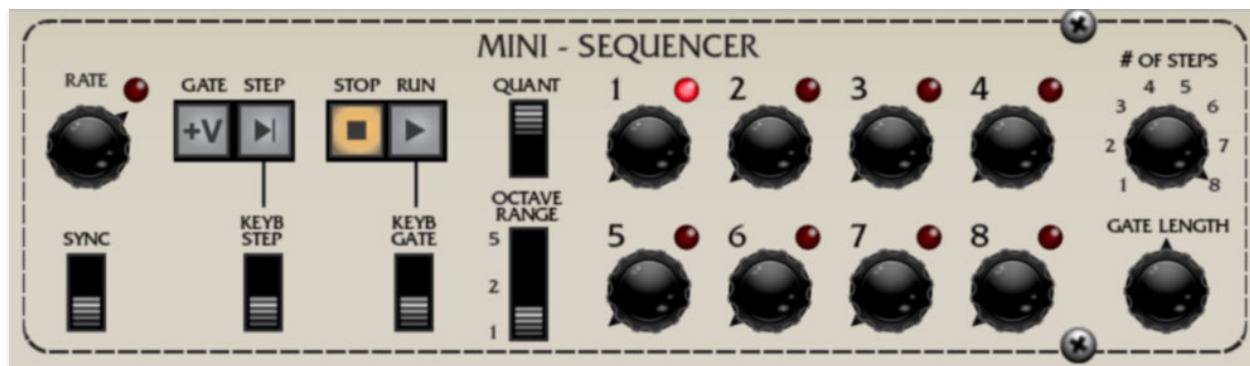 MINI - SEQUENCER
RATE
GATE STEP
STOP RUN
QUANT
+V
1 2 3 4
# OF STEPS
1 2 3 4 5 6 7 8
OCTAVE
RANGE
5
2
1
SYNC
KEYB
STEP
KEYB
GATE
5 6 7 8
GATE LENGTH